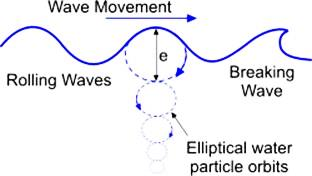 Wave Movement
e
Rolling Waves
Breaking
Wave
Elliptical water
particle orbits